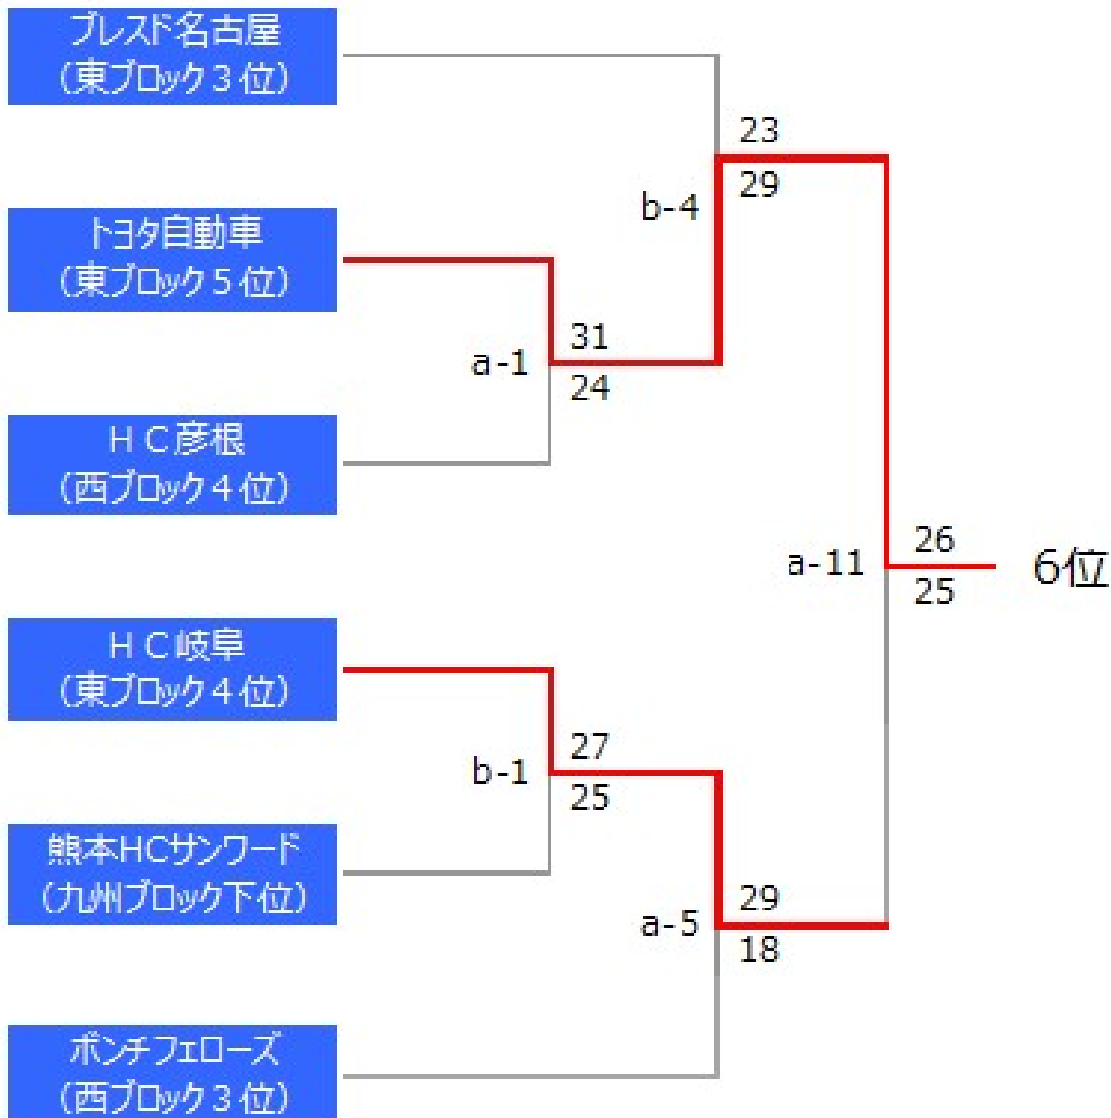 ブレスド名古屋
（東ブロック３位）
23
29
b-4
トヨタ自動車
（東ブロック５位）
31
a-1
24
ＨＣ彦根
（西ブロック４位）
26
a-11
6位
25
ＨＣ岐阜
（東ブロック４位）
27
b-1
25
熊本HCサンワード
（九州ブロック下位）
29
a-5
18
ポンチフェローズ
（西ブロック３位）